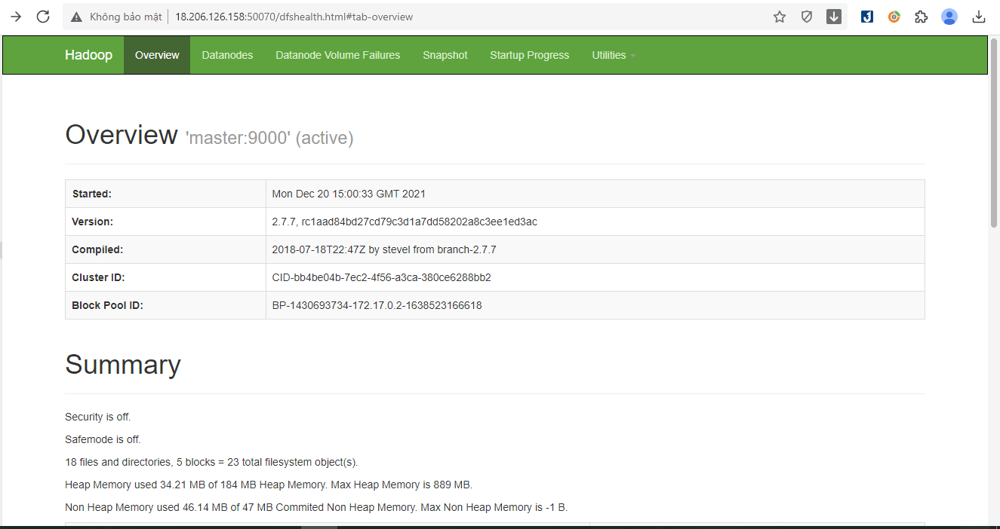 Không bảo mật 18.206.126.158:50070/dfshealth.html#tab-overview
Hadoop Overview Datanodes Datanode Volume Failures Snapshot Startup Progress Utilities
Overview 'master:9000' (active)
Started: Mon Dec 20 15:00:33 GMT 2021
Version: 2.7.7, rc1aad84bd27cd79c3d1a7dd58202a8c3ee1ed3ac
Compiled: 2018-07-18T22:47Z by stevel from branch-2.7.7
Cluster ID: CID-bb4be04b-7ec2-4f56-a3ca-380ce6288bb2
Block Pool ID: BP-1430693734-172.17.0.2-1638523166618
Summary
Security is off.
Safemode is off.
18 files and directories, 5 blocks = 23 total filesystem object(s).
Heap Memory used 34.21 MB of 184 MB Heap Memory. Max Heap Memory is 889 MB.
Non Heap Memory used 46.14 MB of 47 MB Commited Non Heap Memory. Max Non Heap Memory is -1 B.